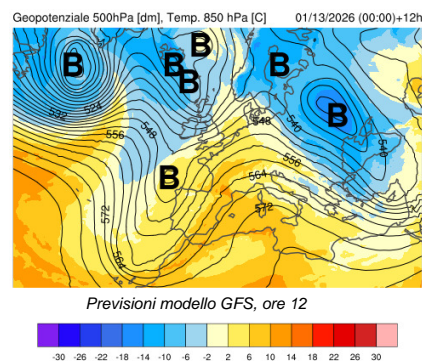 Geopotenziale 500hPa [dm], Temp. 850 hPa [C] 01/13/2026 (00:00)+12h
B
B B B
B
B
B
532
524
556
548
548
540
556
564
540
572
572
564
Previsioni modello GFS, ore 12
-30 -26 -22 -18 -14 -10 -6 -2 2 6 10 14 18 22 26 30